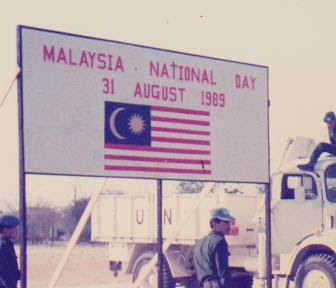 MALAYSIA · NATIONAL DAY
31 AUGUST 1989
UN